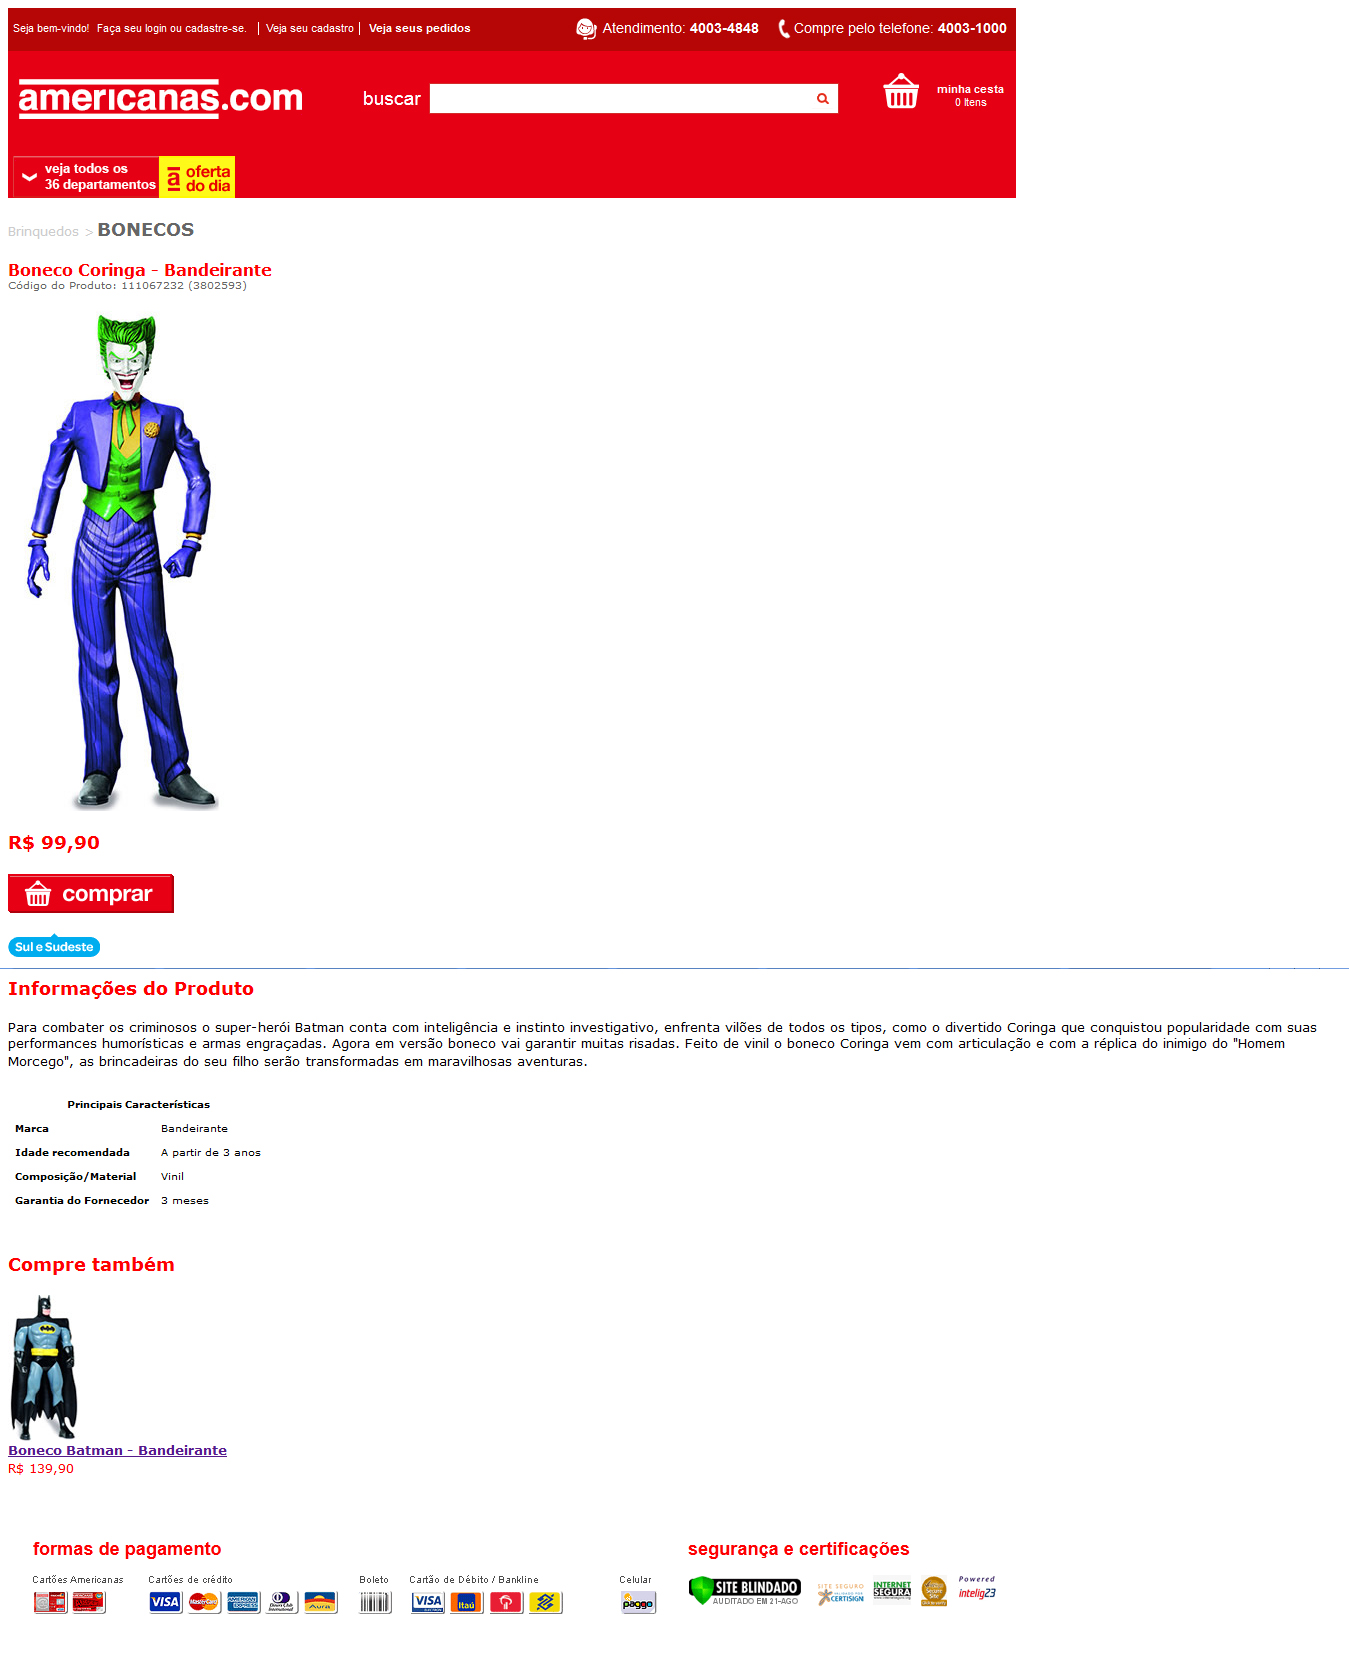 Seja bem-vindo! Faça seu login ou cadastre-se. | Veja seu cadastro | Veja seus pedidos
Atendimento: 4003-4848 Compre pelo telefone: 4003-1000
americanas.com
buscar
minha cesta
0 Itens
veja todos os
36 departamentos
a oferta
do dia
Brinquedos > BONECOS
Boneco Coringa - Bandeirante
Código do Produto: 111067232 (3802593)
R$ 99,90
comprar
Sul e Sudeste
Informações do Produto
Para combater os criminosos o super-herói Batman conta com inteligência e instinto investigativo, enfrenta vilões de todos os tipos, como o divertido Coringa que conquistou popularidade com suas
performances humorísticas e armas engraçadas. Agora em versão boneco vai garantir muitas risadas. Feito de vinil o boneco Coringa vem com articulação e com a réplica do inimigo do "Homem
Morcego", as brincadeiras do seu filho serão transformadas em maravilhosas aventuras.
Principais Características
Marca Bandeirante
Idade recomendada A partir de 3 anos
Composição/Material Vinil
Garantia do Fornecedor 3 meses
Compre também
Boneco Batman - Bandeirante
R$ 139,90
formas de pagamento
segurança e certificações
Cartões Americanas Cartões de crédito Boleto Cartão de Débito / Bankline Celular
VISA MasterCard AMERICAN EXPRESS Diners Club International Aura VISA Itaú paggo
SITE BLINDADO
AUDITADO EM 21-AGO
SITE SEGURO
CERTISIGN
INTERNET
SEGURA
Powered
intelig23